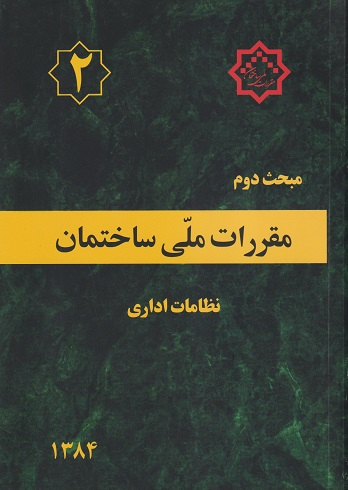 ۲
مبحث دوم
مقررات ملّی ساختمان
نظامات اداری
۱۳۸۴